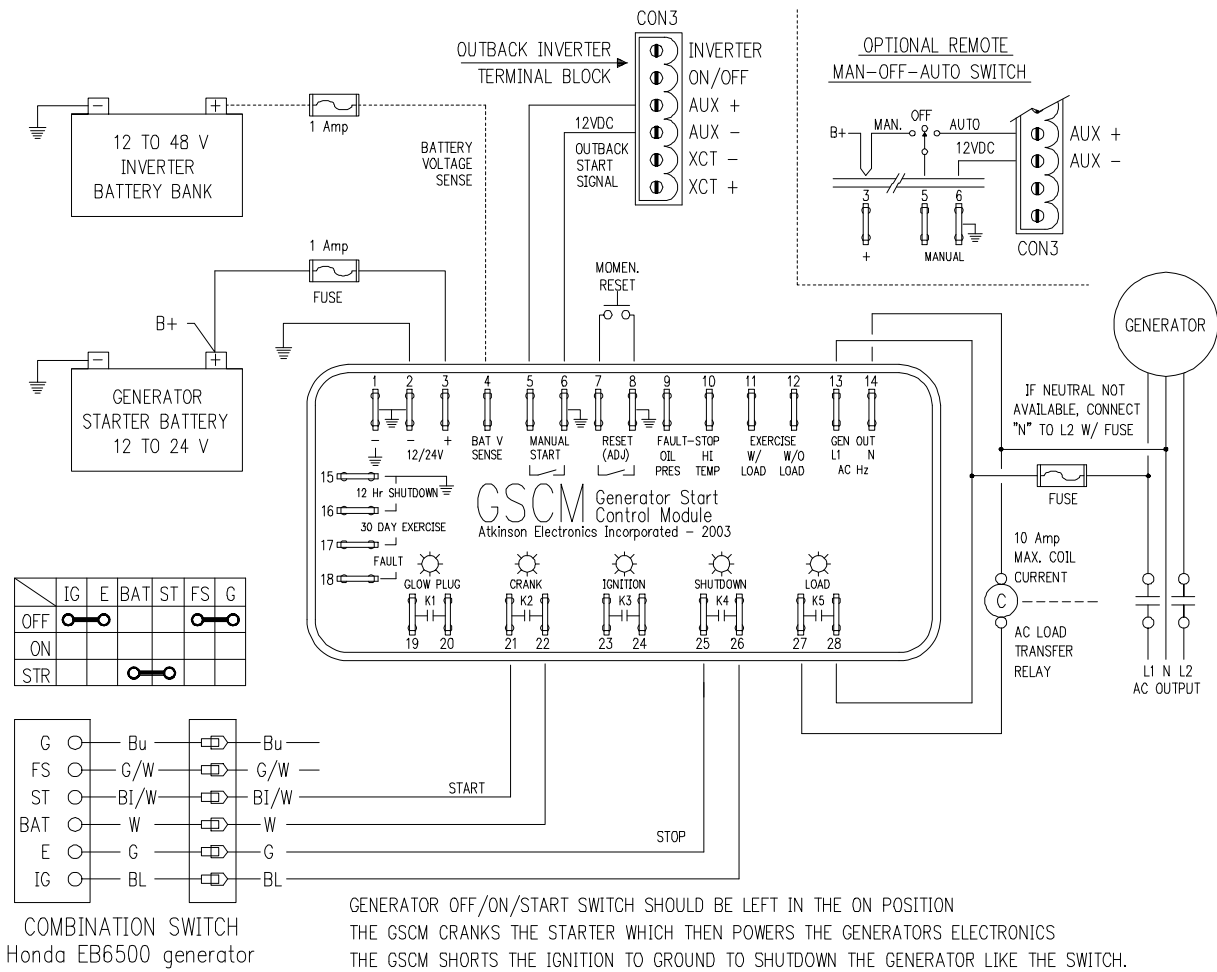 CON3
OUTBACK INVERTER
TERMINAL BLOCK
INVERTER
ON/OFF
AUX +
AUX -
XCT -
XCT +
12VDC
OUTBACK
START
SIGNAL
OPTIONAL REMOTE
MAN-OFF-AUTO SWITCH
B+
MAN.
OFF
AUTO
12VDC
AUX +
AUX -
3
5
6
+
MANUAL
CON3
- +
12 TO 48 V
INVERTER
BATTERY BANK
1 Amp
BATTERY
VOLTAGE
SENSE
1 Amp
FUSE
B+
- +
GENERATOR
STARTER BATTERY
12 TO 24 V
MOMEN.
RESET
GENERATOR
IF NEUTRAL NOT
AVAILABLE, CONNECT
"N" TO L2 W/ FUSE
FUSE
10 Amp
MAX. COIL
CURRENT
C
AC LOAD
TRANSFER
RELAY
L1 N L2
AC OUTPUT
1 2 3 4 5 6 7 8 9 10 11 12 13 14
- - +
12/24V
BAT V
SENSE
MANUAL
START
RESET
(ADJ)
FAULT-STOP
OIL
PRES
HI
TEMP
EXERCISE
W/
LOAD
W/O
LOAD
GEN OUT
L1 N
AC Hz
15
12 Hr SHUTDOWN
16
30 DAY EXERCISE
17
FAULT
18
GSCM Generator Start
Control Module
Atkinson Electronics Incorporated - 2003
GLOW PLUG
K1
19 20
CRANK
K2
21 22
IGNITION
K3
23 24
SHUTDOWN
K4
25 26
LOAD
K5
27 28
IG E BAT ST FS G
OFF
ON
STR
G Bu Bu
FS G/W G/W
ST BI/W BI/W
BAT W W
E G G
IG BL BL
START
STOP
COMBINATION SWITCH
Honda EB6500 generator
GENERATOR OFF/ON/START SWITCH SHOULD BE LEFT IN THE ON POSITION
THE GSCM CRANKS THE STARTER WHICH THEN POWERS THE GENERATORS ELECTRONICS
THE GSCM SHORTS THE IGNITION TO GROUND TO SHUTDOWN THE GENERATOR LIKE THE SWITCH.